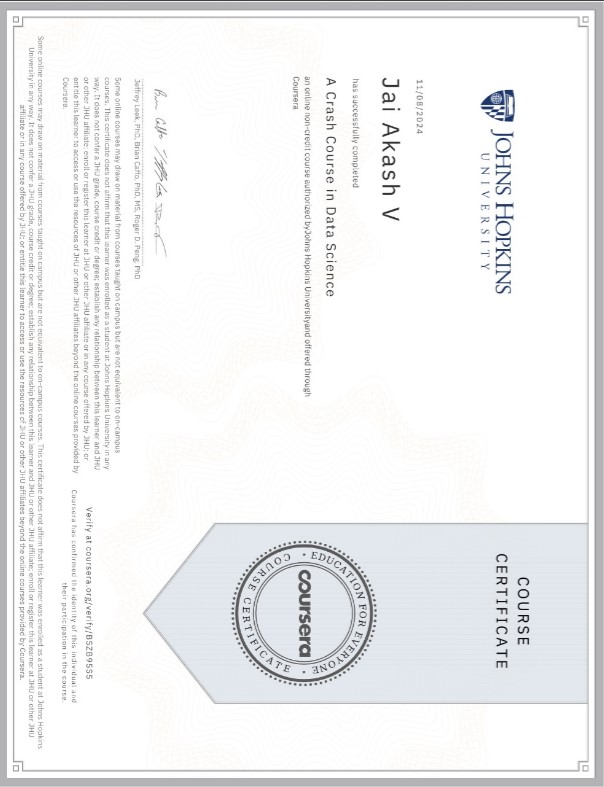 JOHNS HOPKINS
UNIVERSITY
11/08/2024
Jai Akash V
has successfully completed
A Crash Course in Data Science
an online non-credit course authorized byJohns Hopkins Universityand offered through
Coursera
COURSE
CERTIFICATE
EDUCATION FOR EVERYONE
coursera
COURSE CERTIFICATE
Jeffrey Leek, PhD, Brian Caffo, PhD, MS, Roger D. Peng, PhD
Some online courses may draw on material from courses taught on campus but are not equivalent to on-campus
courses. This certificate does not affirm that this learner was enrolled as a student at Johns Hopkins University in any
way. It does not confer a JHU grade, course credit or degree; establish any relationship between this learner and JHU
or other JHU affiliate; enroll or register this learner at JHU or other JHU affiliate or in any course offered by JHU; or
entitle this learner to access or use the resources of JHU or other JHU affiliates beyond the online courses provided by
Coursera.
Verify at coursera.org/verify/BSZB95S5
Coursera has confirmed the identity of this individual and
their participation in the course.
Some online courses may draw on material from courses taught on campus but are not equivalent to on-campus courses. This certificate does not affirm that this learner was enrolled as a student at Johns Hopkins
University in any way. It does not confer a JHU grade, course credit or degree; establish any relationship between this learner and JHU or other JHU affiliate; enroll or register this learner at JHU or other JHU
affiliate or in any course offered by JHU; or entitle this learner to access or use the resources of JHU or other JHU affiliates beyond the online courses provided by Coursera.